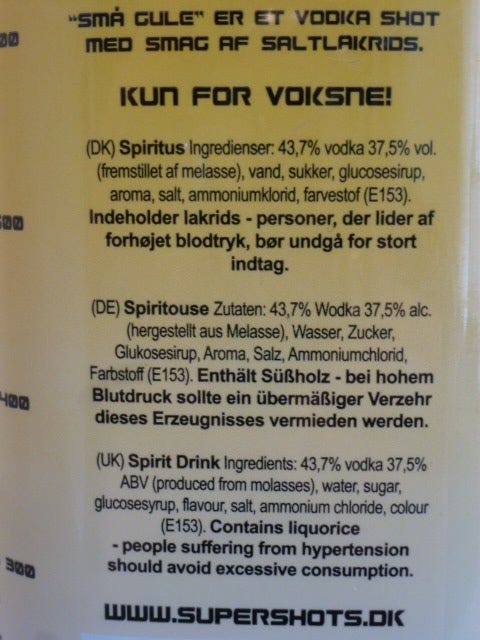 "SMÅ GULE" ER ET VODKA SHOT
MED SMAG AF SALTLAKRIDS.
KUN FOR VOKSNE!
(DK) Spiritus Ingredienser: 43,7% vodka 37,5% vol.
(fremstillet af melasse), vand, sukker, glucosesirup,
aroma, salt, ammoniumklorid, farvestof (E153).
Indeholder lakrids - personer, der lider af
forhøjet blodtryk, bør undgå for stort
indtag.
(DE) Spiritouse Zutaten: 43,7% Wodka 37,5% alc.
(hergestellt aus Melasse), Wasser, Zucker,
Glukosesirup, Aroma, Salz, Ammoniumchlorid,
Farbstoff (E153). Enthält Süßholz - bei hohem
Blutdruck sollte ein übermäßiger Verzehr
dieses Erzeugnisses vermieden werden.
400
(UK) Spirit Drink Ingredients: 43,7% vodka 37,5%
ABV (produced from molasses), water, sugar,
glucosesyrup, flavour, salt, ammonium chloride, colour
(E153). Contains liquorice
- people suffering from hypertension
should avoid excessive consumption.
300
WWW.SUPERSHOTS.DK